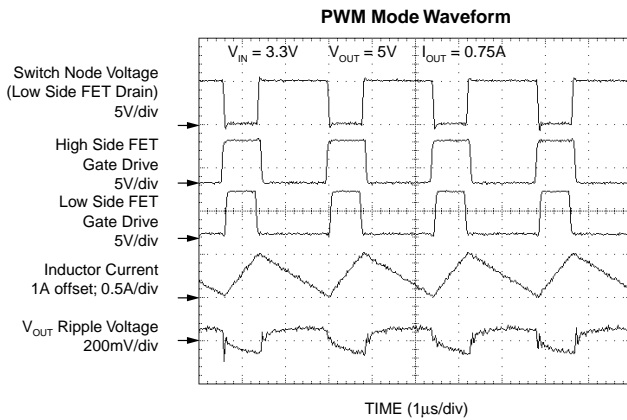 PWM Mode Waveform
V_IN = 3.3V V_OUT = 5V I_OUT = 0.75A
Switch Node Voltage
(Low Side FET Drain)
5V/div
High Side FET
Gate Drive
5V/div
Low Side FET
Gate Drive
5V/div
Inductor Current
1A offset; 0.5A/div
V_OUT Ripple Voltage
200mV/div
TIME (1µs/div)